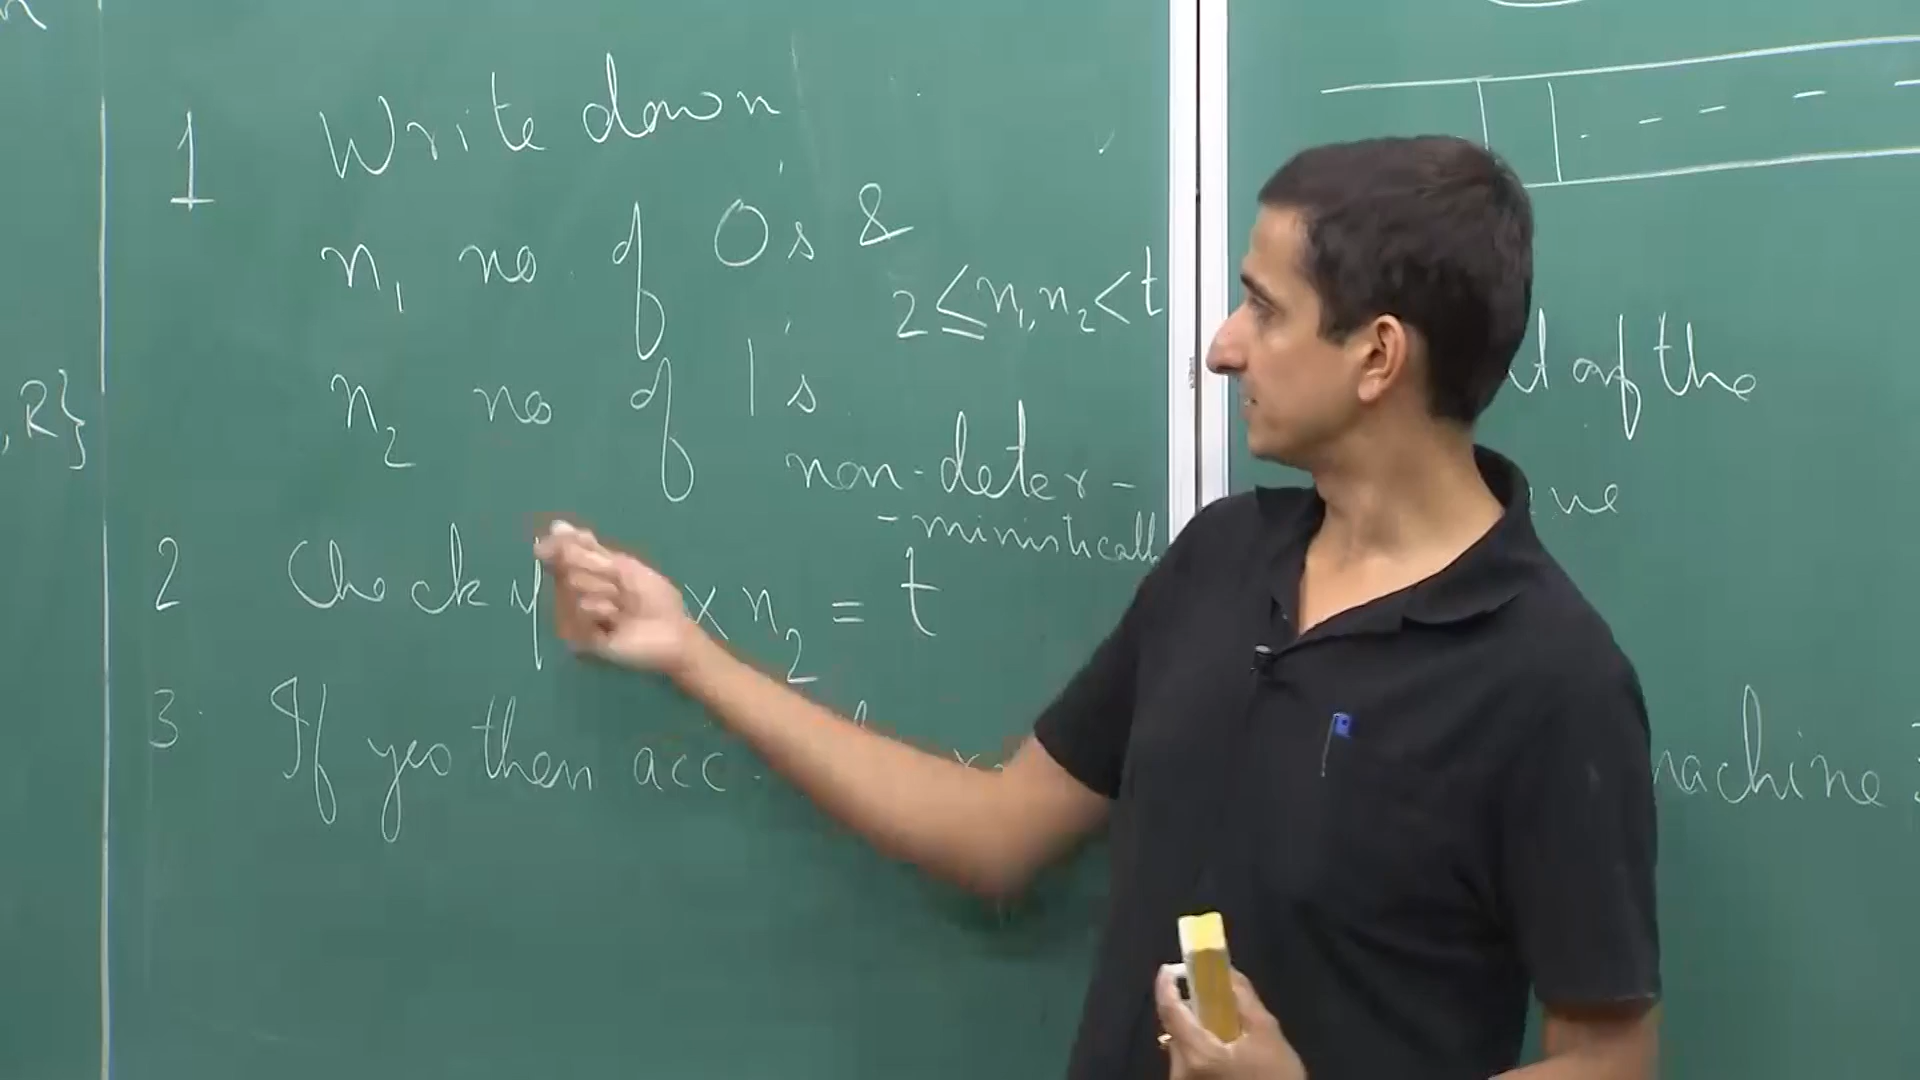 , R}
1 Write down
n₁ no. of 0's &
2 ≤ n₁, n₂ < t
n₂ no of 1's
non-deter-
-ministically
2 Check if × n₂ = t
3. If yes then acc.
of the
machine